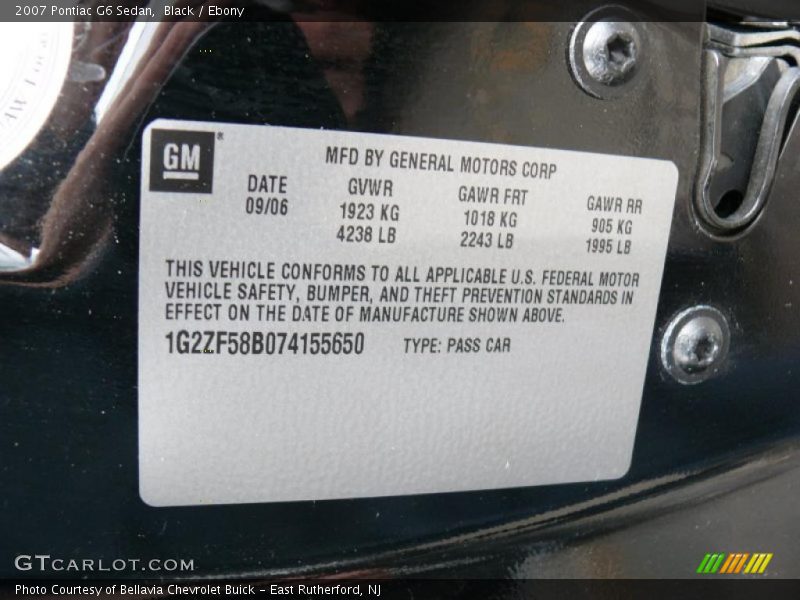 2007 Pontiac G6 Sedan, Black / Ebony
GM
MFD BY GENERAL MOTORS CORP
DATE GVWR GAWR FRT GAWR RR
09/06 1923 KG 1018 KG 905 KG
4238 LB 2243 LB 1995 LB
THIS VEHICLE CONFORMS TO ALL APPLICABLE U.S. FEDERAL MOTOR
VEHICLE SAFETY, BUMPER, AND THEFT PREVENTION STANDARDS IN
EFFECT ON THE DATE OF MANUFACTURE SHOWN ABOVE.
1G2ZF58B074155650 TYPE: PASS CAR
GTCARLOT.COM
Photo Courtesy of Bellavia Chevrolet Buick - East Rutherford, NJ